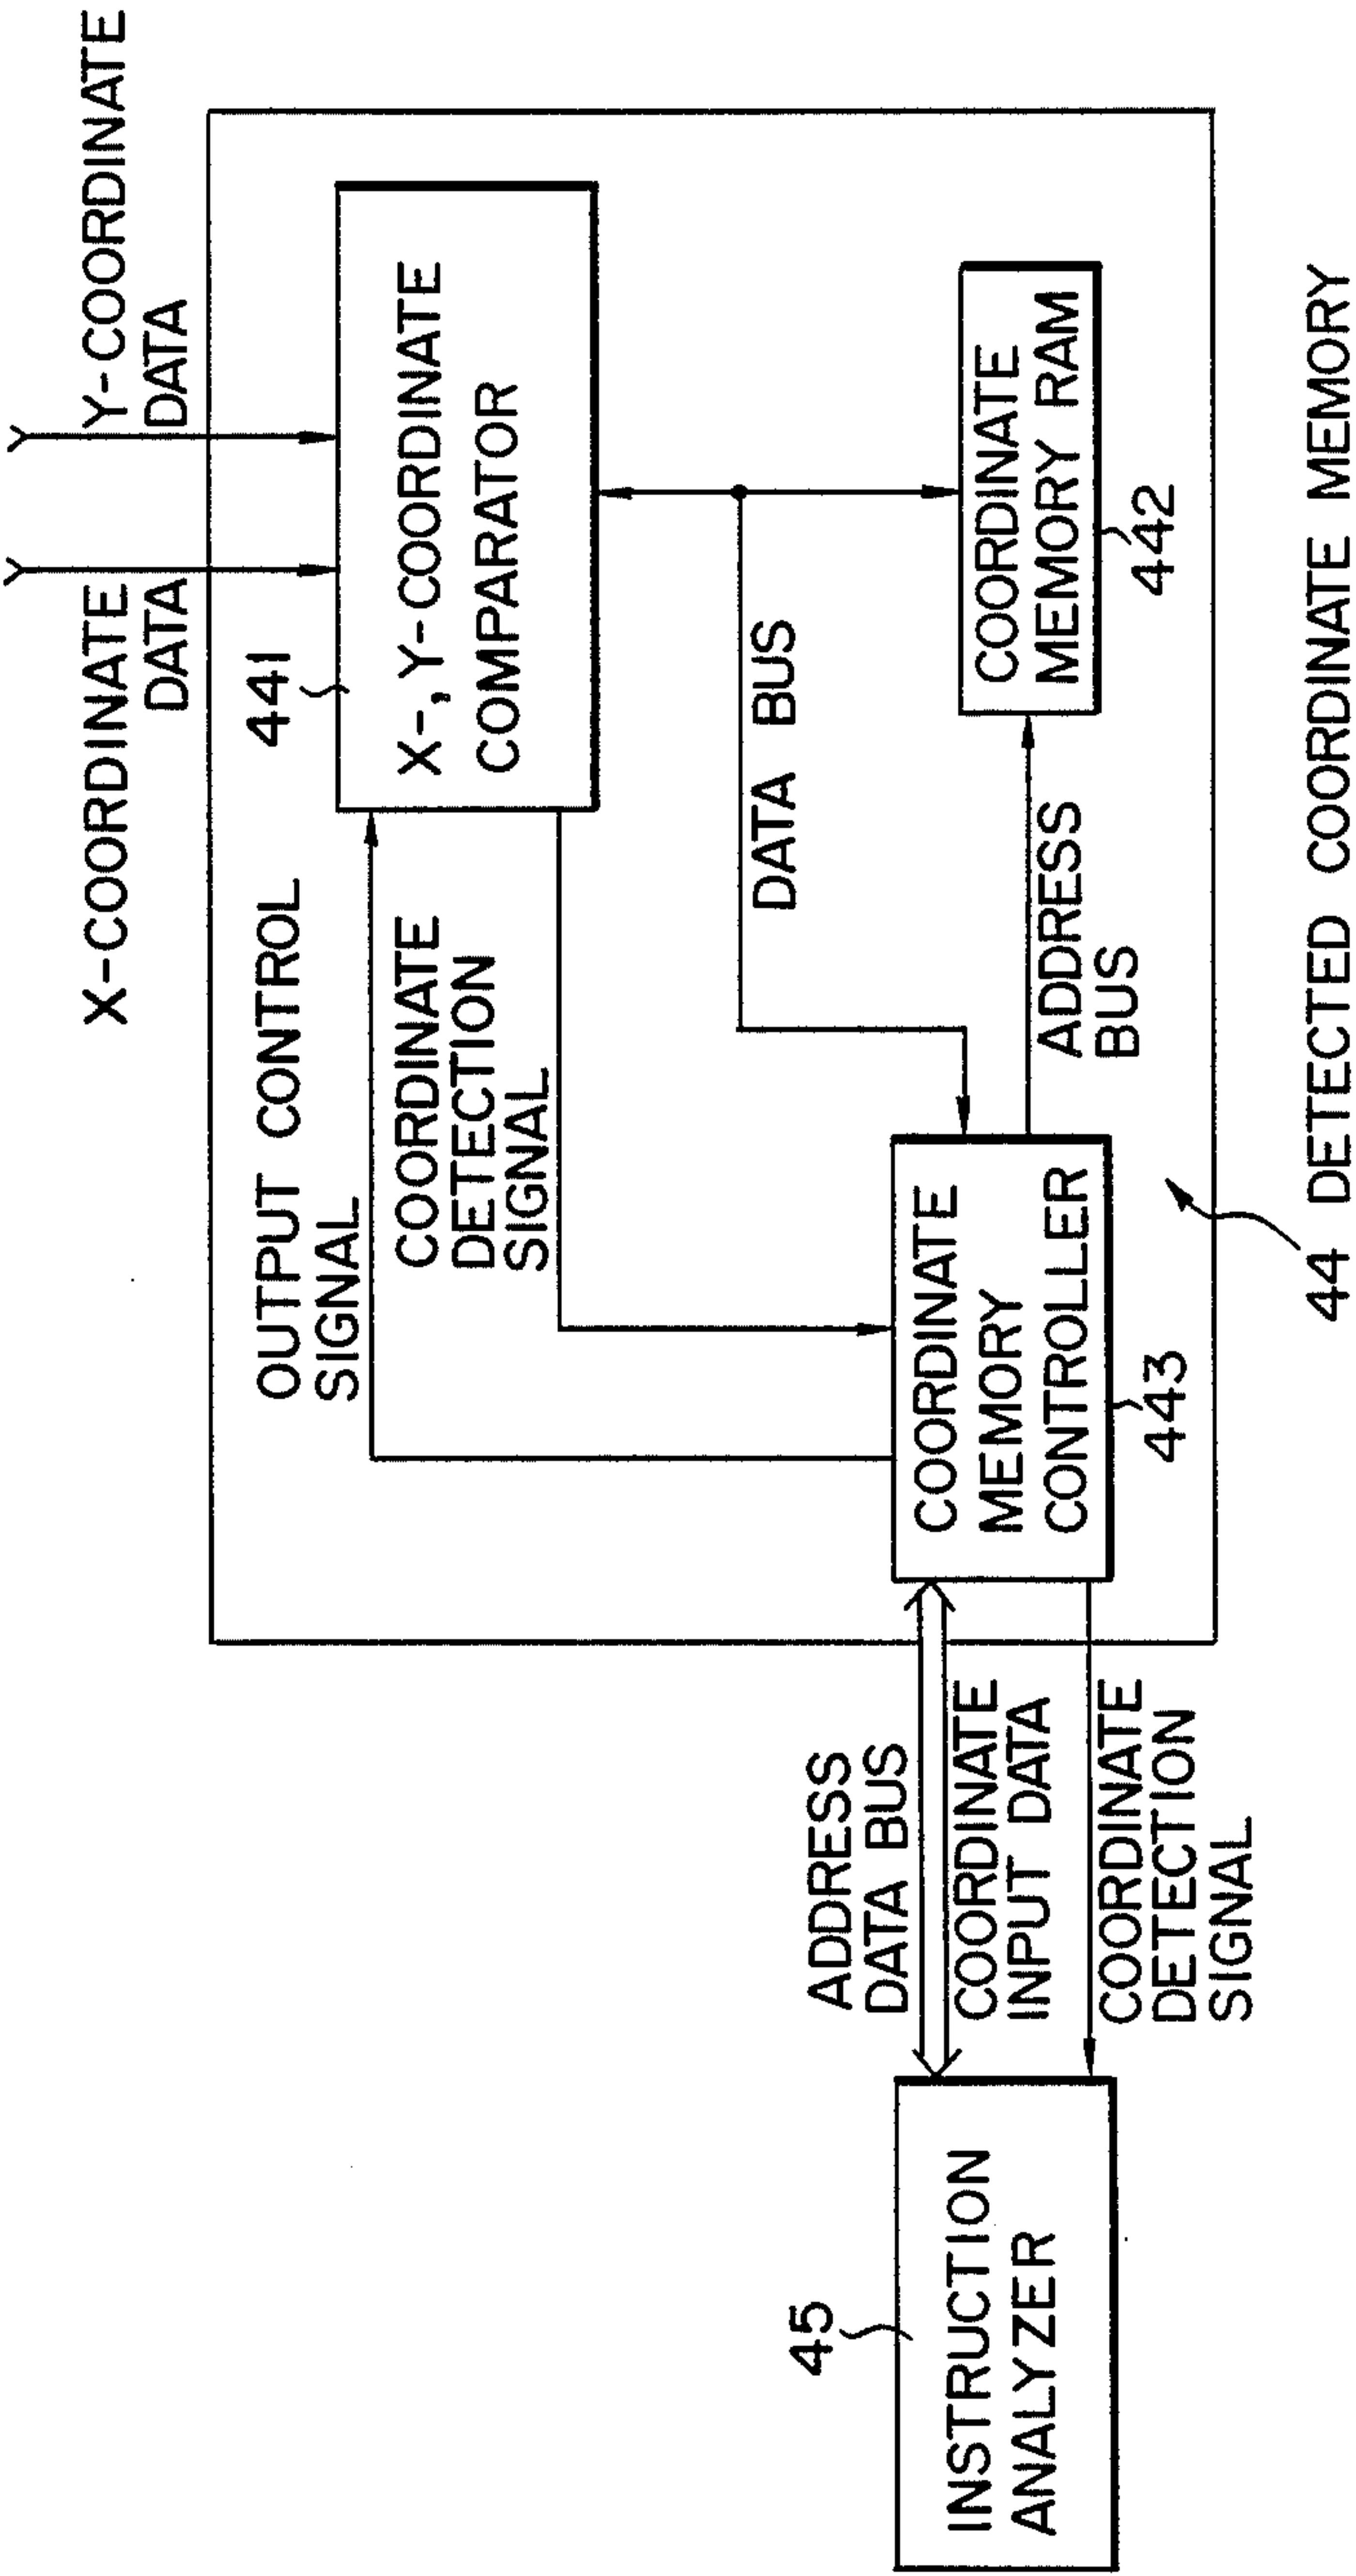 X-COORDINATE
DATA
Y-COORDINATE
DATA
441
X-, Y-COORDINATE
COMPARATOR
OUTPUT CONTROL
SIGNAL
COORDINATE
DETECTION
SIGNAL
DATA BUS
COORDINATE
MEMORY RAM
442
ADDRESS
BUS
COORDINATE
MEMORY
CONTROLLER
443
ADDRESS
DATA BUS
COORDINATE
INPUT DATA
COORDINATE
DETECTION
SIGNAL
45
INSTRUCTION
ANALYZER
44 DETECTED COORDINATE MEMORY